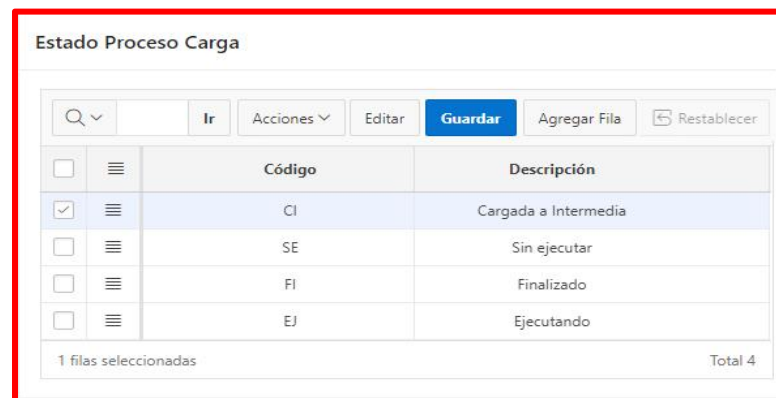 Estado Proceso Carga
Ir Acciones Editar Guardar Agregar Fila Restablecer
Código Descripción
CI Cargada a Intermedia
SE Sin ejecutar
FI Finalizado
EJ Ejecutando
1 filas seleccionadas Total 4